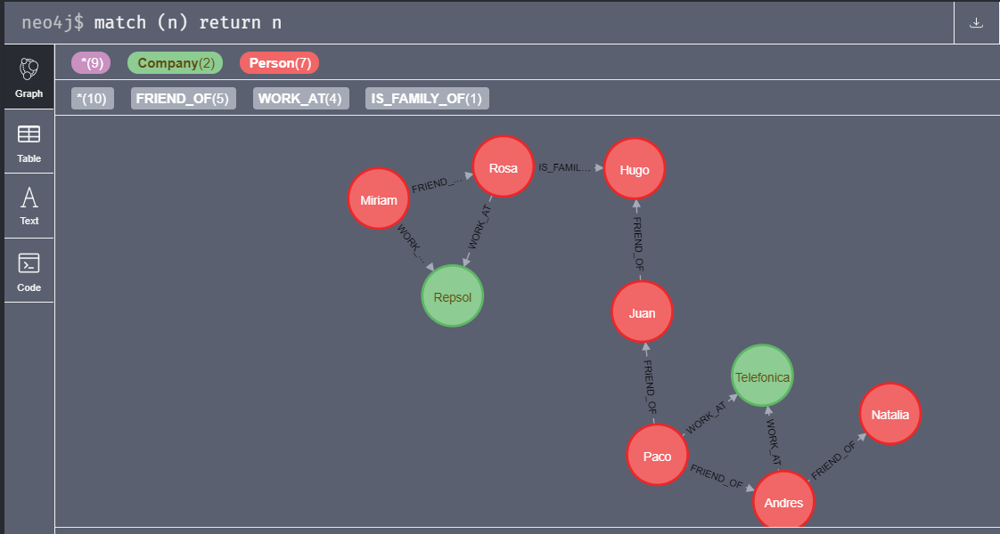 neo4j$ match (n) return n
*(9) Company(2) Person(7)
Graph
*(10) FRIEND_OF(5) WORK_AT(4) IS_FAMILY_OF(1)
Table
Text
Code
Rosa
IS_FAMIL...
Hugo
Miriam
FRIEND_...
WORK_...
WORK_AT
FRIEND_OF
Repsol
Juan
FRIEND_OF
Telefonica
WORK_AT
WORK_AT
Natalia
Paco
FRIEND_OF
FRIEND_OF
Andres